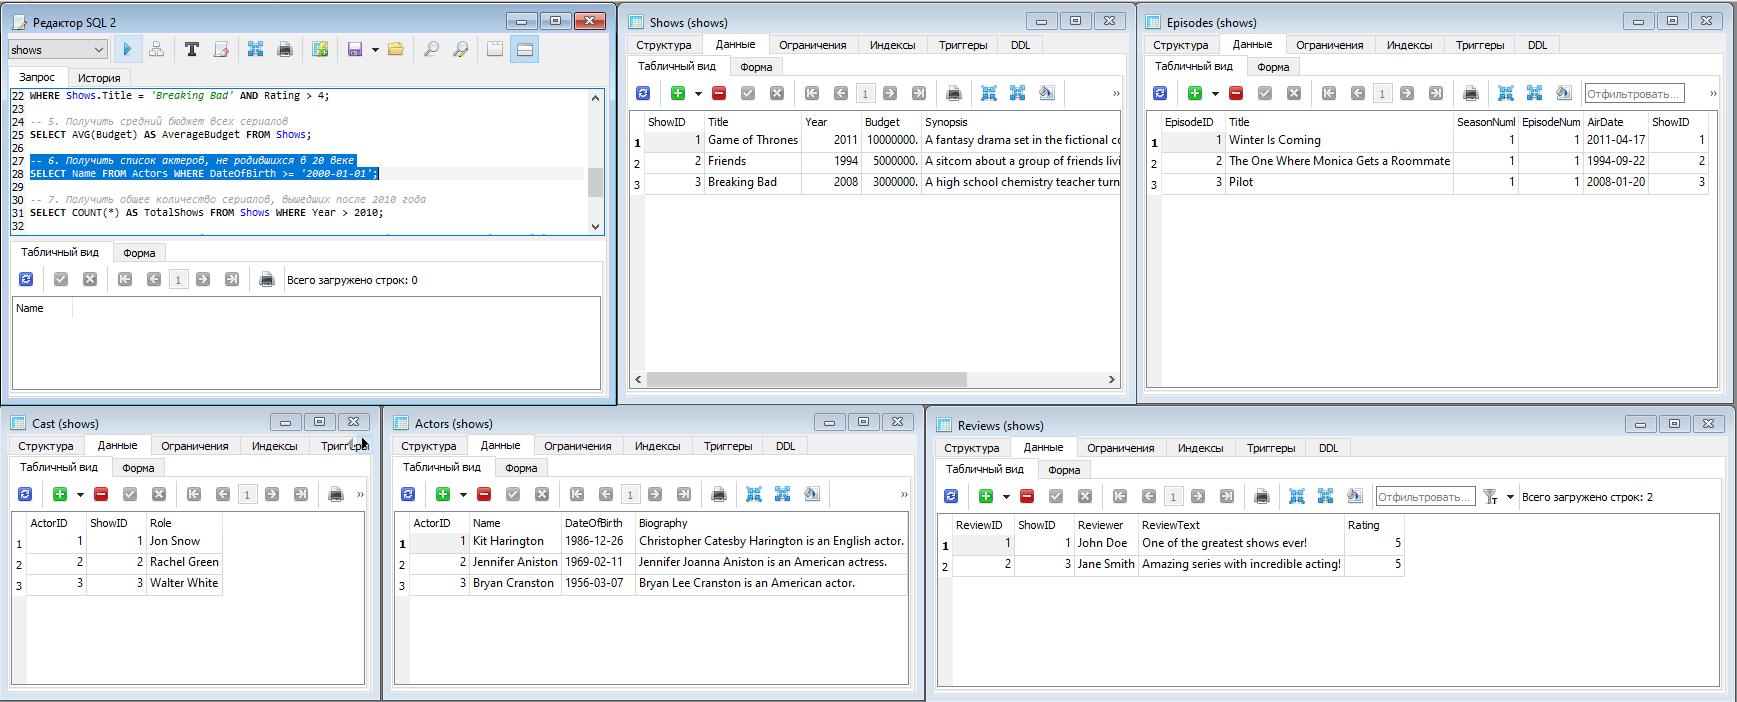 Редактор SQL 2
shows
Запрос История
22 WHERE Shows.Title = 'Breaking Bad' AND Rating > 4;
23
24 -- 5. Получить средний бюджет всех сериалов
25 SELECT AVG(Budget) AS AverageBudget FROM Shows;
26
27 -- 6. Получить список актеров, не родившихся в 20 веке
28 SELECT Name FROM Actors WHERE DateOfBirth >= '2000-01-01';
29
30 -- 7. Получить общее количество сериалов, вышедших после 2010 года
31 SELECT COUNT(*) AS TotalShows FROM Shows WHERE Year > 2010;
32
Табличный вид Форма
1 Всего загружено строк: 0
Name
Shows (shows)
Структура Данные Ограничения Индексы Триггеры DDL
Табличный вид Форма
1 »
ShowID Title Year Budget Synopsis
1 1 Game of Thrones 2011 10000000. A fantasy drama set in the fictional co
2 2 Friends 1994 5000000. A sitcom about a group of friends livi
3 3 Breaking Bad 2008 3000000. A high school chemistry teacher turn
Episodes (shows)
Структура Данные Ограничения Индексы Триггеры DDL
Табличный вид Форма
1 Отфильтровать... »
EpisodeID Title SeasonNuml EpisodeNum AirDate ShowID
1 1 Winter Is Coming 1 1 2011-04-17 1
2 2 The One Where Monica Gets a Roommate 1 1 1994-09-22 2
3 3 Pilot 1 1 2008-01-20 3
Cast (shows)
Структура Данные Ограничения Индексы Триггеры
Табличный вид Форма
1 »
ActorID ShowID Role
1 1 1 Jon Snow
2 2 2 Rachel Green
3 3 3 Walter White
Actors (shows)
Структура Данные Ограничения Индексы Триггеры DDL
Табличный вид Форма
1 »
ActorID Name DateOfBirth Biography
1 1 Kit Harington 1986-12-26 Christopher Catesby Harington is an English actor.
2 2 Jennifer Aniston 1969-02-11 Jennifer Joanna Aniston is an American actress.
3 3 Bryan Cranston 1956-03-07 Bryan Lee Cranston is an American actor.
Reviews (shows)
Структура Данные Ограничения Индексы Триггеры DDL
Табличный вид Форма
1 Отфильтровать... Всего загружено строк: 2
ReviewID ShowID Reviewer ReviewText Rating
1 1 1 John Doe One of the greatest shows ever! 5
2 2 3 Jane Smith Amazing series with incredible acting! 5